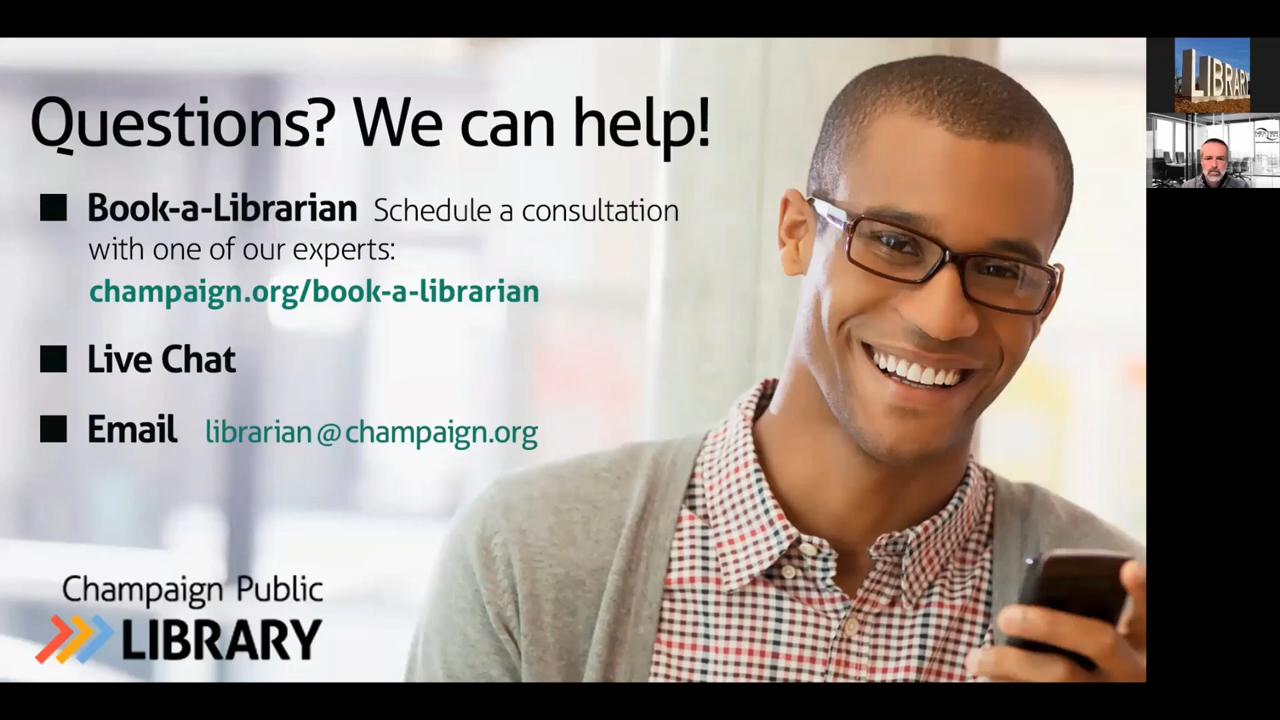 Questions? We can help!
Book-a-Librarian Schedule a consultation
with one of our experts:
champaign.org/book-a-librarian
Live Chat
Email librarian@champaign.org
Champaign Public
LIBRARY
LIBRARY